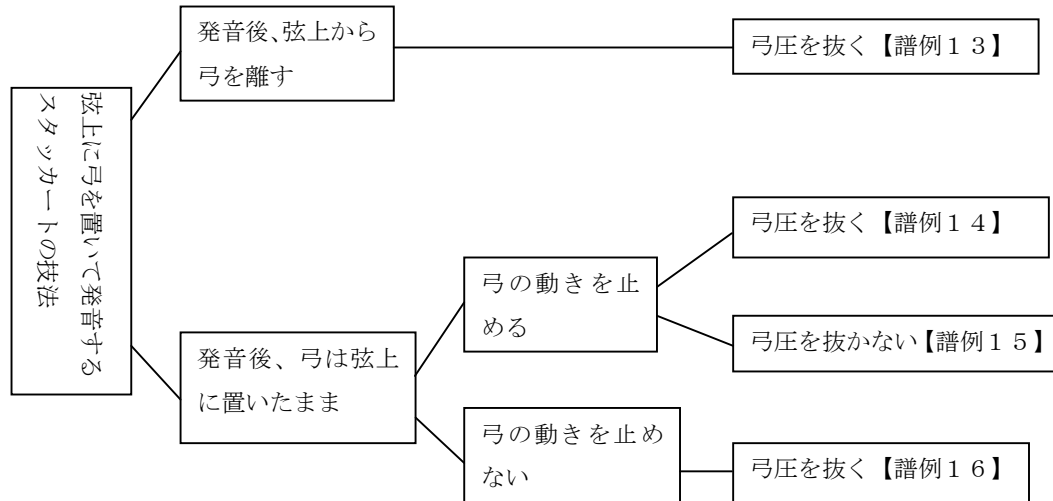 弦上に弓を置いて発音する
スタッカートの技法
発音後、弦上から
弓を離す
弓圧を抜く【譜例１３】
発音後、弓は弦上
に置いたまま
弓の動きを止
める
弓圧を抜く【譜例１４】
弓圧を抜かない【譜例１５】
弓の動きを止め
ない
弓圧を抜く【譜例１６】